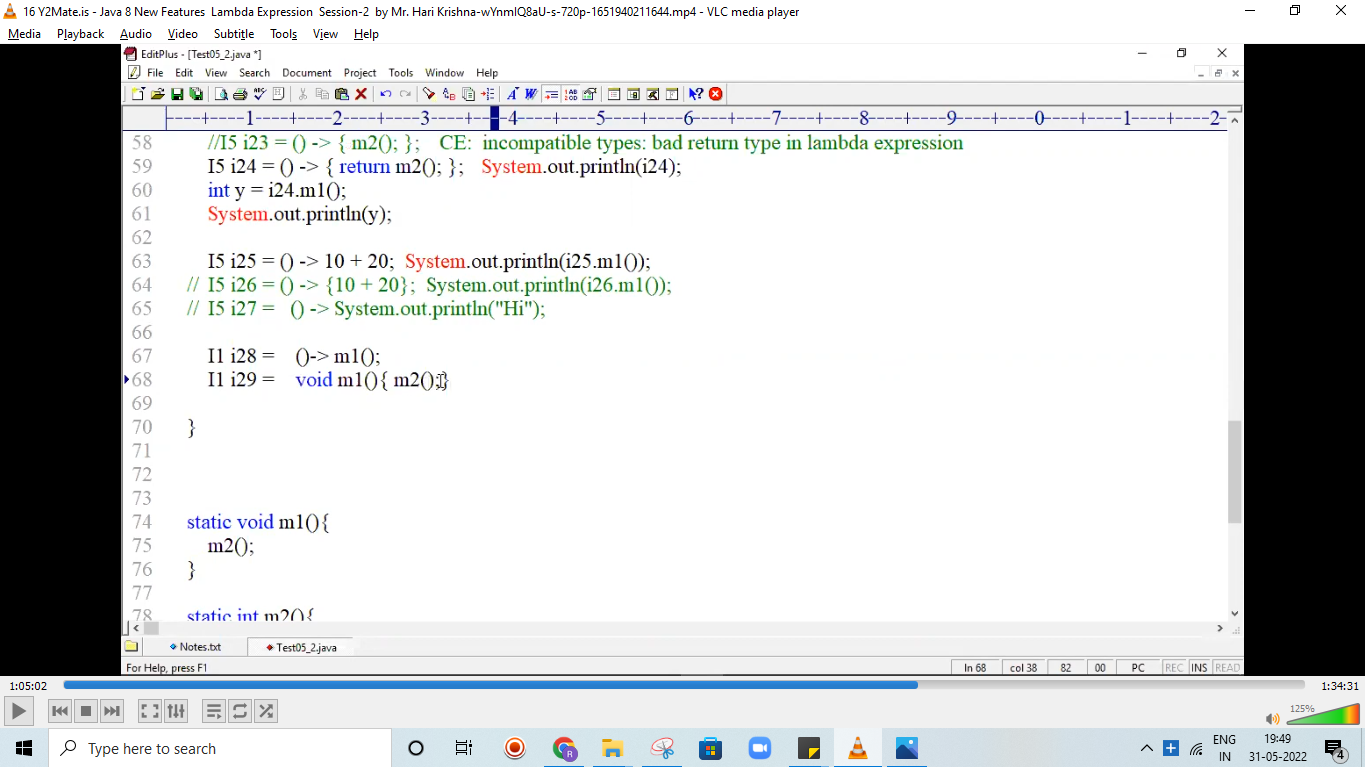 16 Y2Mate.is - Java 8 New Features Lambda Expression Session-2 by Mr. Hari Krishna-wYnmlQ8aU-s-720p-1651940211644.mp4 - VLC media player
Media Playback Audio Video Subtitle Tools View Help
EditPlus - [Test05_2.java *]
File Edit View Search Document Project Tools Window Help
----+----1----+----2----+----3----+----4----+----5----+----6----+----7----+----8----+----9----+----0----+----1----+----2-
58 //I5 i23 = () -> { m2(); }; CE: incompatible types: bad return type in lambda expression
59 I5 i24 = () -> { return m2(); }; System.out.println(i24);
60 int y = i24.m1();
61 System.out.println(y);
62
63 I5 i25 = () -> 10 + 20; System.out.println(i25.m1());
64 // I5 i26 = () -> {10 + 20}; System.out.println(i26.m1());
65 // I5 i27 = () -> System.out.println("Hi");
66
67 I1 i28 = ()-> m1();
68 I1 i29 = void m1(){ m2();}
69
70 }
71
72
73
74 static void m1(){
75 m2();
76 }
77
78 static int m2(){
Notes.txt Test05_2.java
For Help, press F1 ln 68 col 38 82 00 PC REC INS READ
1:05:02 1:34:31
125%
Type here to search R ENG 19:49
IN 31-05-2022 4